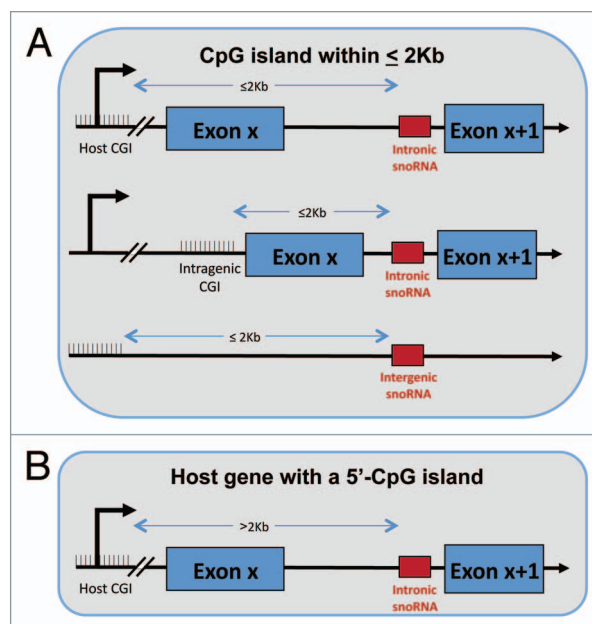 A
CpG island within ≤ 2Kb
≤2Kb
Exon x
Exon x+1
Host CGI
Intronic
snoRNA
≤2Kb
Exon x
Exon x+1
Intragenic
CGI
Intronic
snoRNA
≤ 2Kb
Intergenic
snoRNA
B
Host gene with a 5'-CpG island
>2Kb
Exon x
Exon x+1
Host CGI
Intronic
snoRNA